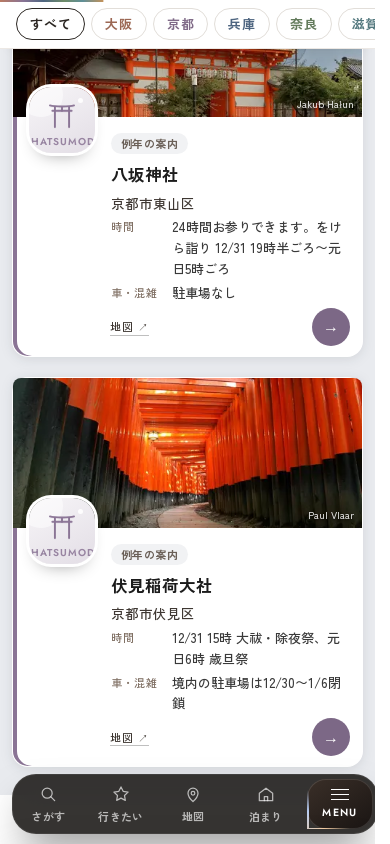 すべて
大阪
京都
兵庫
奈良
滋賀
Jakub Hałun
HATSUMOD
例年の案内
八坂神社
京都市東山区
時間
24時間お参りできます。をけ
ら詣り 12/31 19時半ごろ〜元
日5時ごろ
車・混雑
駐車場なし
地図 ↗
→
Paul Vlaar
HATSUMOD
例年の案内
伏見稲荷大社
京都市伏見区
時間
12/31 15時 大祓・除夜祭、元
日6時 歳旦祭
車・混雑
境内の駐車場は12/30〜1/6閉
鎖
地図 ↗
→
さがす
行きたい
地図
泊まり
MENU